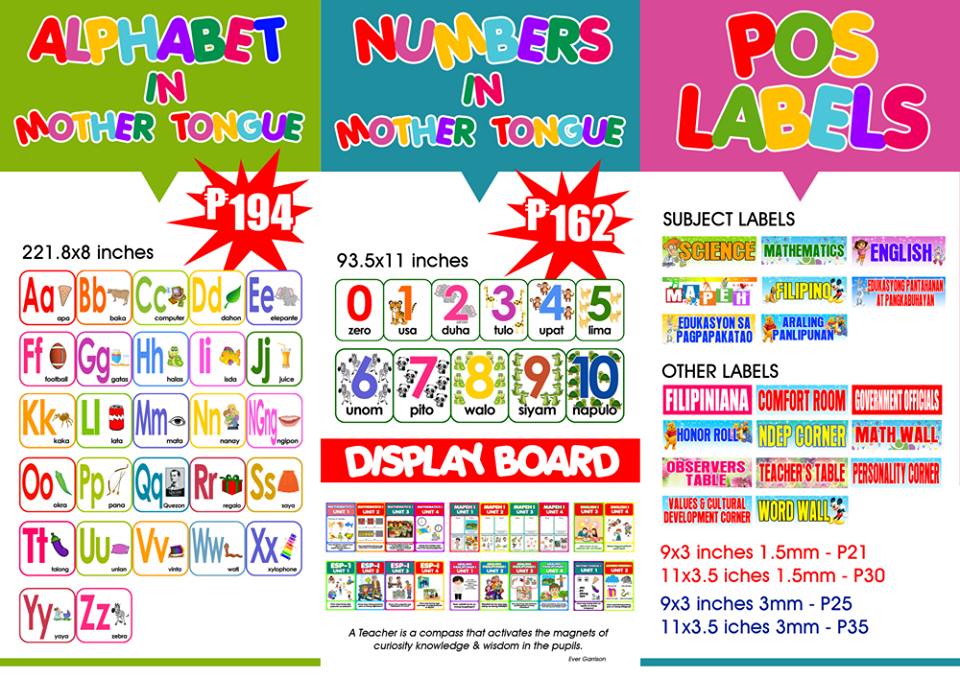 ALPHABET
IN
MOTHER TONGUE
₱194
221.8x8 inches
Aa apa
Bb baka
Cc computer
Dd dahon
Ee elepante
Ff football
Gg gatas
Hh halas
Ii isda
Jj juice
Kk kaka
Ll lata
Mm mata
Nn nanay
NGng ngipon
Oo okra
Pp pana
Qq Quezon
Rr regalo
Ss saya
Tt talong
Uu unlan
Vv vinta
Ww
Xx xylophone
Yy yaya
Zz zebra
NUMBERS
IN
MOTHER TONGUE
₱162
93.5x11 inches
0 zero
1 usa
2 duha
3 tulo
4 upat
5 lima
6 unom
7 pito
8 walo
9 siyam
10 napulo
DISPLAY BOARD
A Teacher is a compass that activates the magnets of
curiosity knowledge & wisdom in the pupils.
Ever Garrison
POS
LABELS
SUBJECT LABELS
SCIENCE
MATHEMATICS
ENGLISH
MAPEH
FILIPINO
EDUKASYONG PANTAHANAN
AT PANGKABUHAYAN
EDUKASYON SA
PAGPAPAKATAO
ARALING
PANLIPUNAN
OTHER LABELS
FILIPINIANA
COMFORT ROOM
GOVERNMENT OFFICIALS
HONOR ROLL
NDEP CORNER
MATH WALL
OBSERVERS
TABLE
TEACHER'S TABLE
PERSONALITY CORNER
VALUES & CULTURAL
DEVELOPMENT CORNER
WORD WALL
9x3 inches 1.5mm - P21
11x3.5 iches 1.5mm - P30
9x3 inches 3mm - P25
11x3.5 iches 3mm - P35